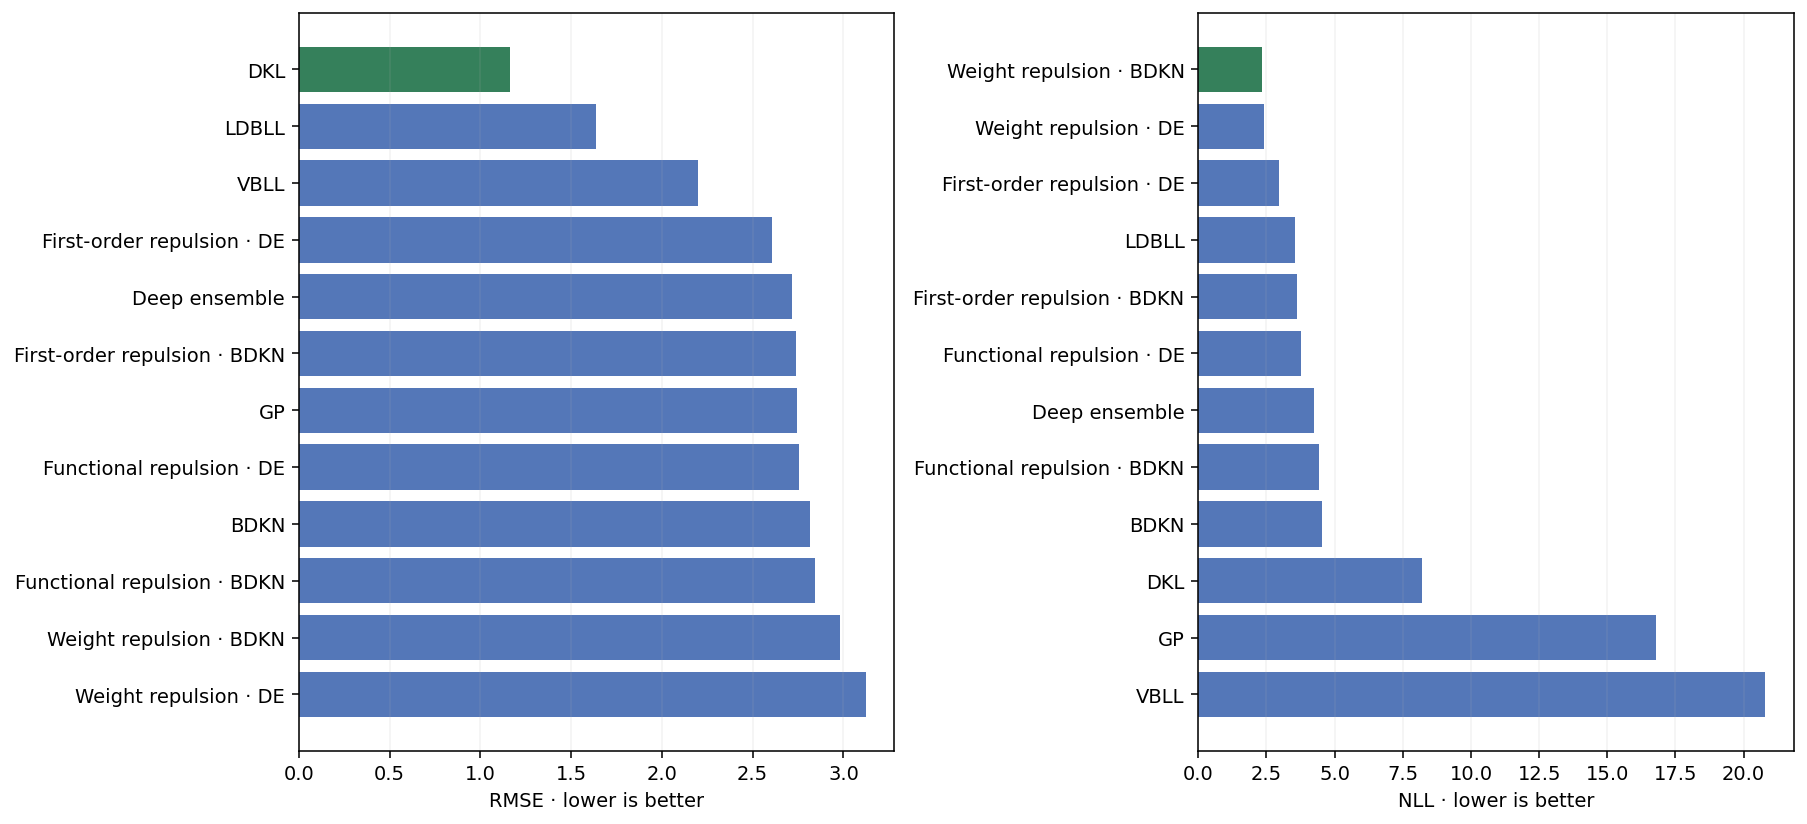 DKL
LDBLL
VBLL
First-order repulsion · DE
Deep ensemble
First-order repulsion · BDKN
GP
Functional repulsion · DE
BDKN
Functional repulsion · BDKN
Weight repulsion · BDKN
Weight repulsion · DE
0.0 0.5 1.0 1.5 2.0 2.5 3.0
RMSE · lower is better
Weight repulsion · BDKN
Weight repulsion · DE
First-order repulsion · DE
LDBLL
First-order repulsion · BDKN
Functional repulsion · DE
Deep ensemble
Functional repulsion · BDKN
BDKN
DKL
GP
VBLL
0.0 2.5 5.0 7.5 10.0 12.5 15.0 17.5 20.0
NLL · lower is better